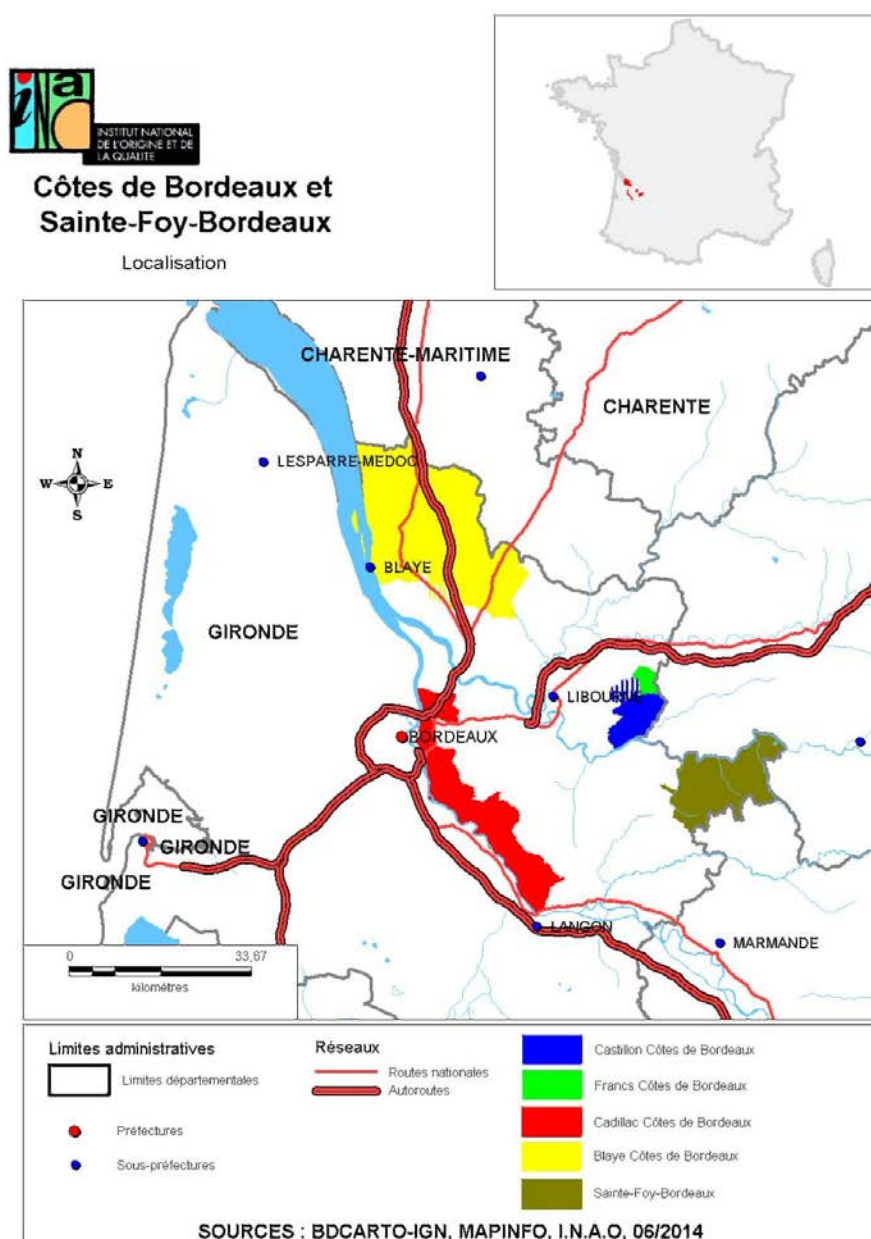 ina
INSTITUT NATIONAL
DE L'ORIGINE ET DE
LA QUALITÉ
Côtes de Bordeaux et
Sainte-Foy-Bordeaux
Localisation
CHARENTE-MARITIME
CHARENTE
LESPARRE-MEDOC
N
W E
S
BLAYE
GIRONDE
LIBOURNE
BORDEAUX
GIRONDE
GIRONDE
GIRONDE
LANGON
MARMANDE
0 33,67
kilomètres
Limites administratives
Limites départementales
Préfectures
Sous-préfectures
Réseaux
Routes nationales
Autoroutes
Castillon Côtes de Bordeaux
Francs Côtes de Bordeaux
Cadillac Côtes de Bordeaux
Blaye Côtes de Bordeaux
Sainte-Foy-Bordeaux
SOURCES : BDCARTO-IGN, MAPINFO, I.N.A.O, 06/2014